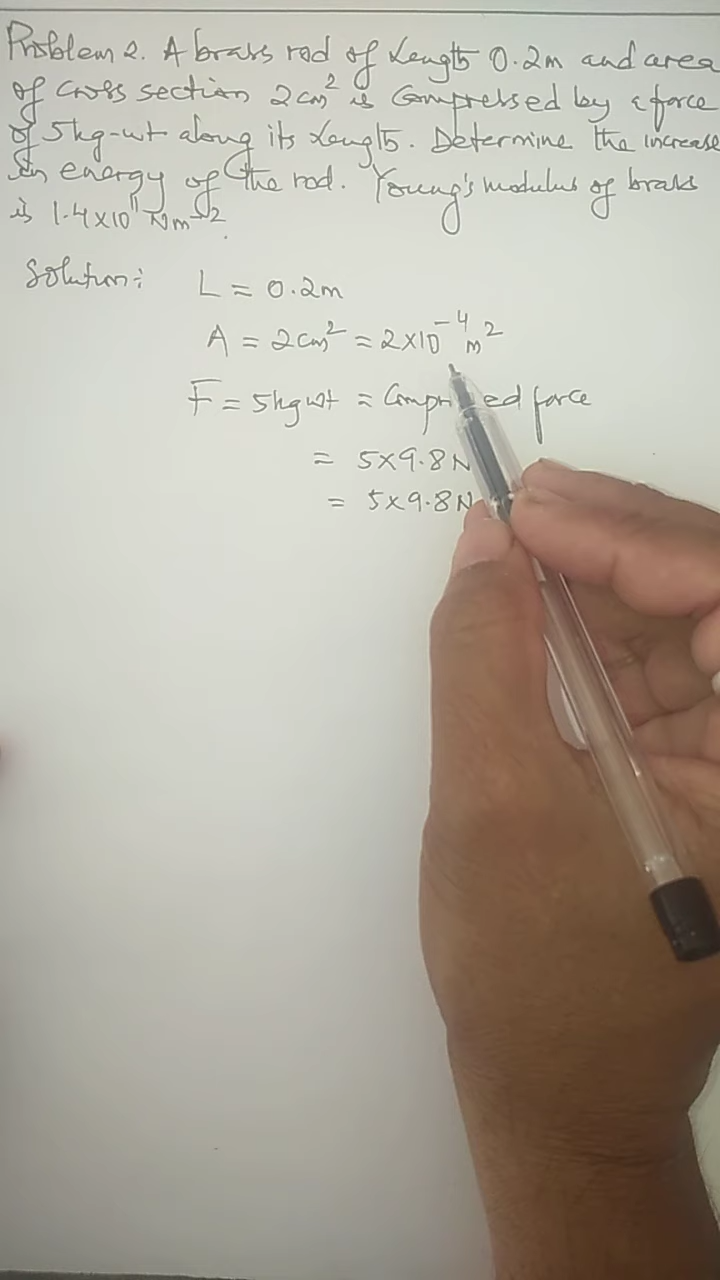 Problem 2. A brass rod of Length 0.2m and area
of cross section 2cm² is Compressed by a force
of 5kg-wt along its Length. Determine the increase
in energy of the rod. Young's modulus of brass
is 1.4×10¹¹ Nm⁻².
Solution: L = 0.2m
A = 2cm² = 2×10⁻⁴ m²
F = 5kg wt = force
= 5×9.8N
= 5×9.8N